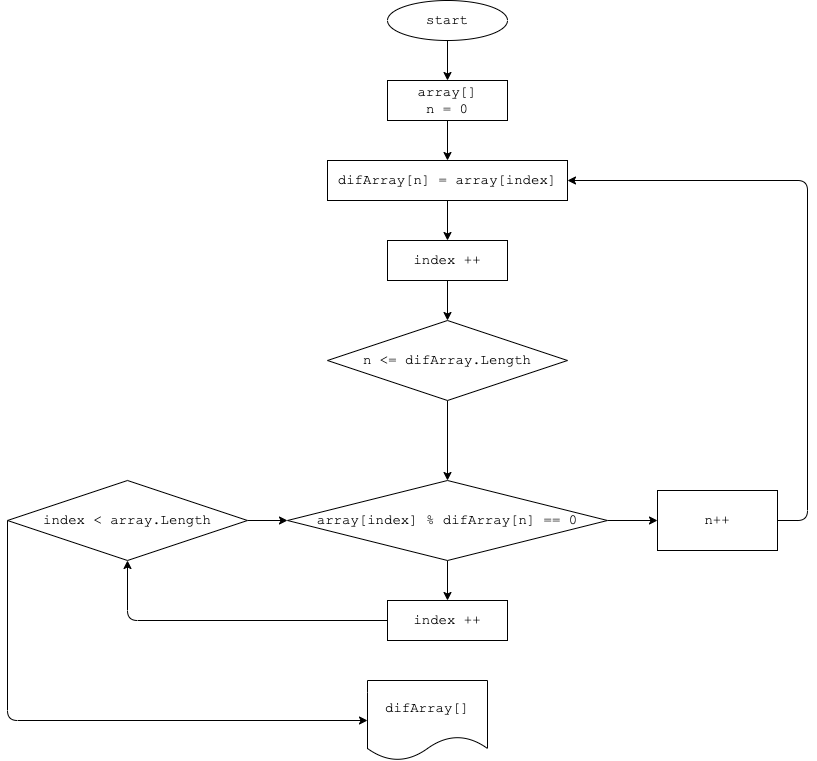 start
array[]
n = 0
difArray[n] = array[index]
index ++
n <= difArray.Length
index < array.Length
array[index] % difArray[n] == 0
n++
index ++
difArray[]